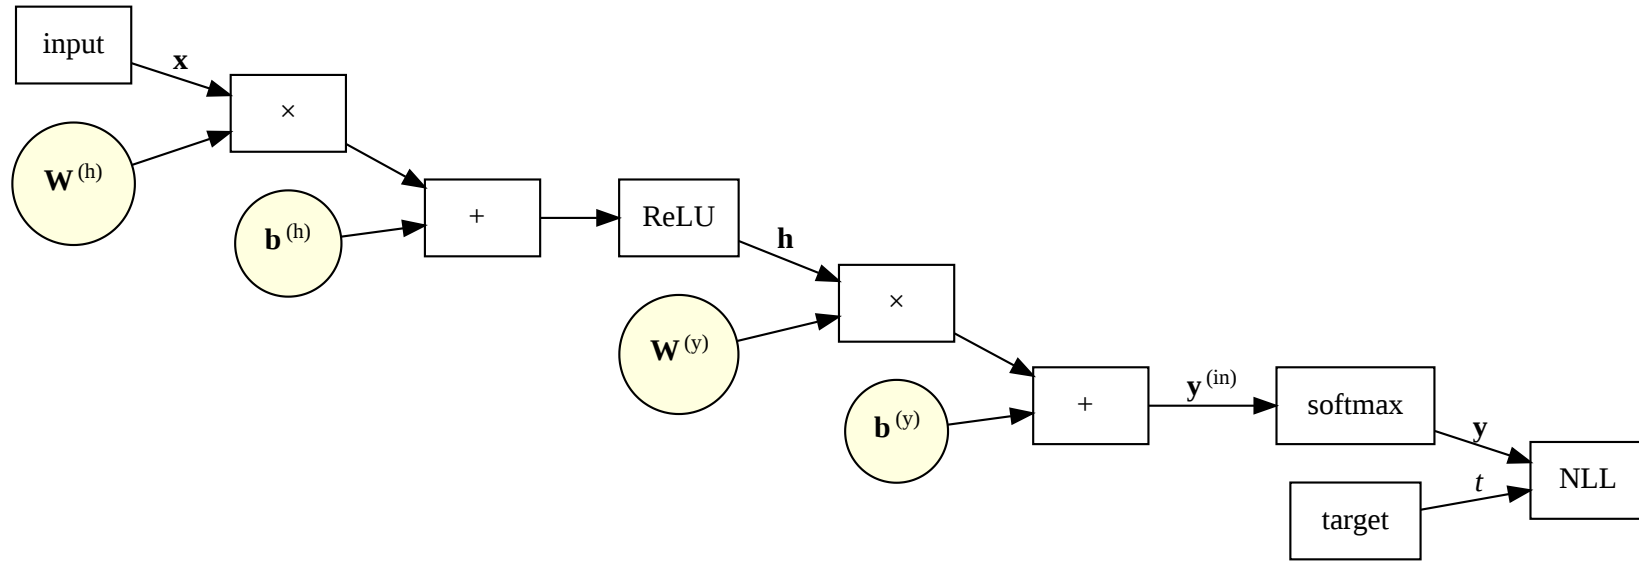 input
x
×
W (h)
b (h)
+
ReLU
h
×
W (y)
b (y)
+
y (in)
softmax
y
NLL
target
t